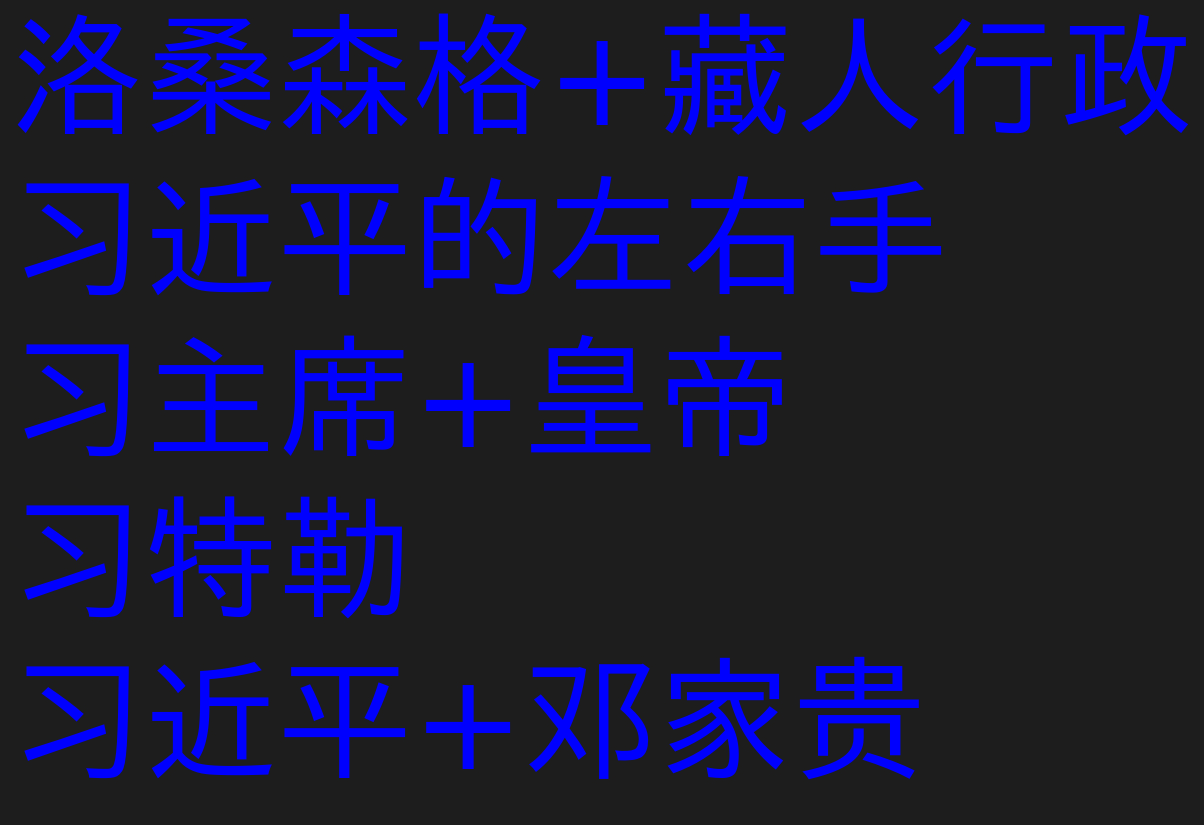 洛桑森格+藏人行政
习近平的左右手
习主席+皇帝
习特勒
习近平+邓家贵